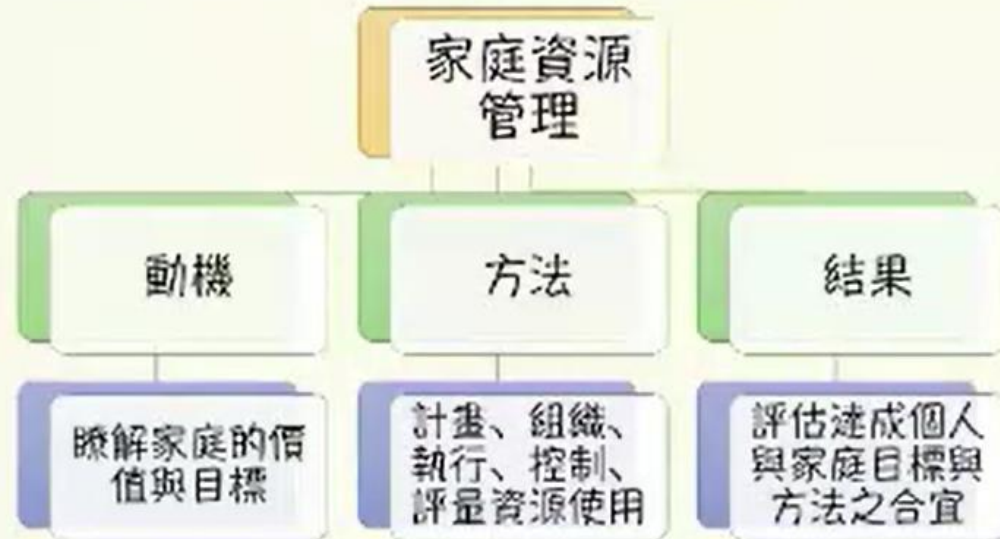 家庭資源
管理
動機
方法
結果
瞭解家庭的價
值與目標
計畫、組織、
執行、控制、
評量資源使用
評估達成個人
與家庭目標與
方法之合宜